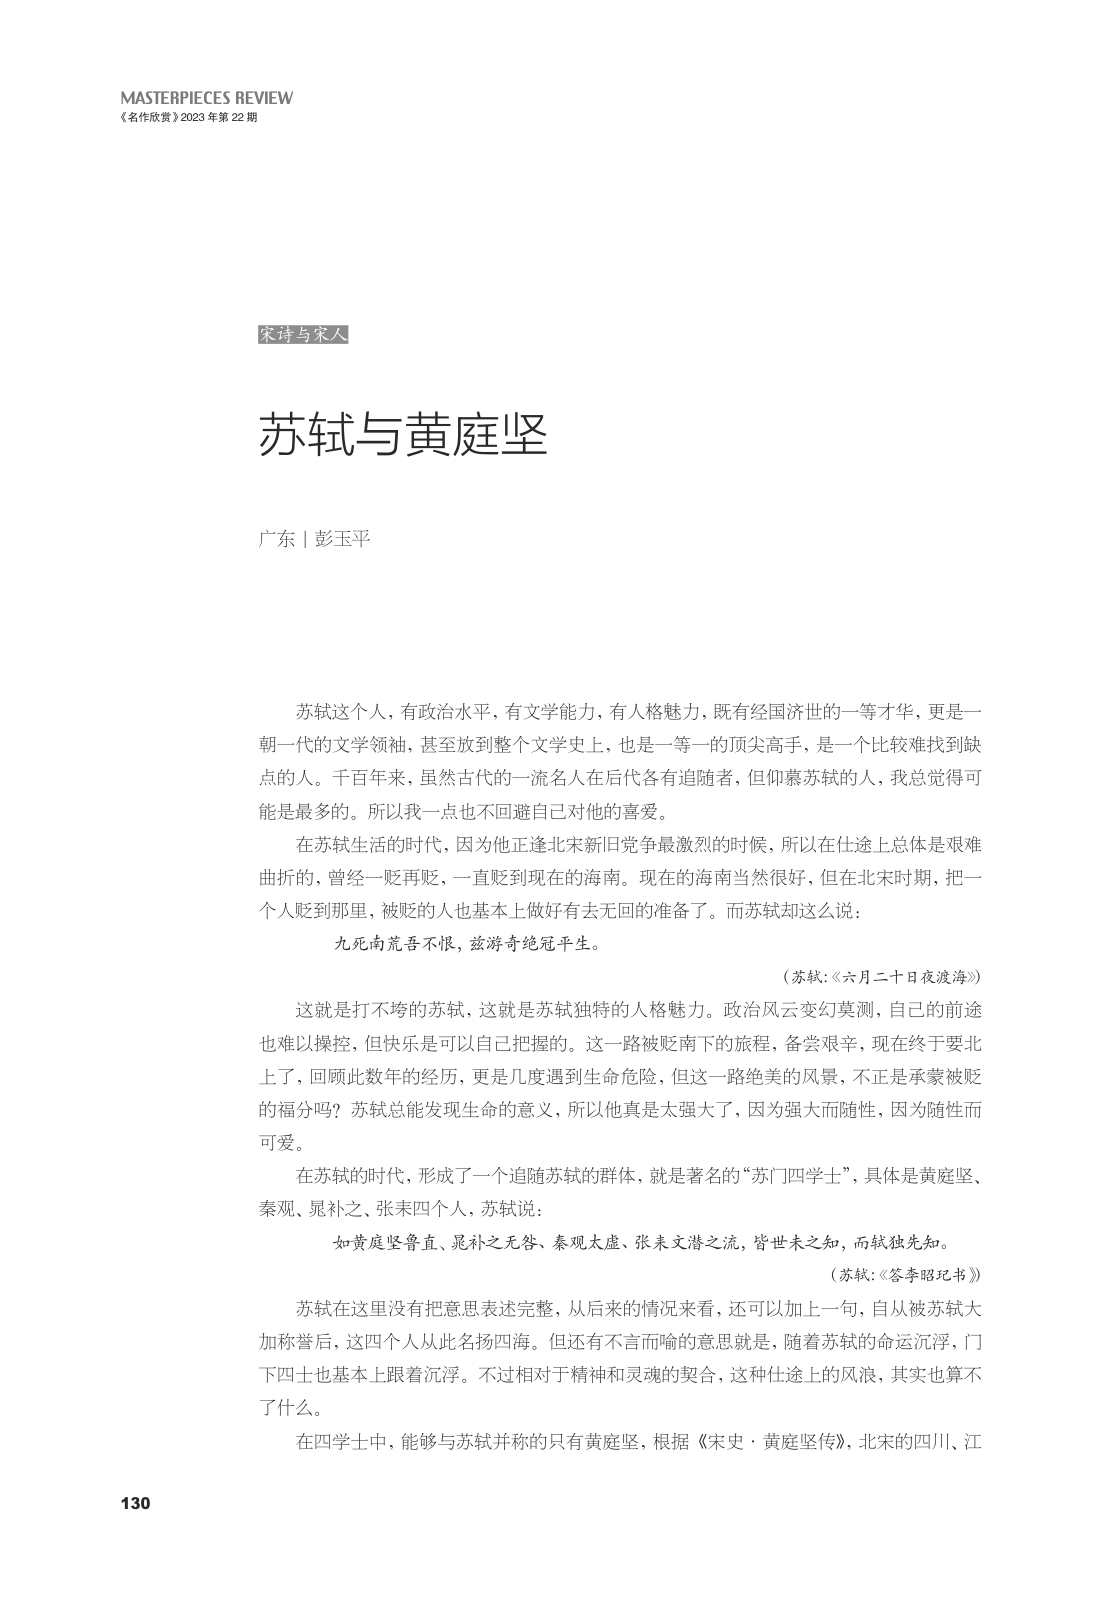 MASTERPIECES REVIEW
《名作欣赏》2023 年第 22 期
宋诗与宋人
苏轼与黄庭坚
广东 | 彭玉平
苏轼这个人，有政治水平，有文学能力，有人格魅力，既有经国济世的一等才华，更是一
朝一代的文学领袖，甚至放到整个文学史上，也是一等一的顶尖高手，是一个比较难找到缺
点的人。千百年来，虽然古代的一流名人在后代各有追随者，但仰慕苏轼的人，我总觉得可
能是最多的。所以我一点也不回避自己对他的喜爱。
在苏轼生活的时代，因为他正逢北宋新旧党争最激烈的时候，所以在仕途上总体是艰难
曲折的，曾经一贬再贬，一直贬到现在的海南。现在的海南当然很好，但在北宋时期，把一
个人贬到那里，被贬的人也基本上做好有去无回的准备了。而苏轼却这么说：
九死南荒吾不恨，兹游奇绝冠平生。
（苏轼：《六月二十日夜渡海》）
这就是打不垮的苏轼，这就是苏轼独特的人格魅力。政治风云变幻莫测，自己的前途
也难以操控，但快乐是可以自己把握的。这一路被贬南下的旅程，备尝艰辛，现在终于要北
上了，回顾此数年的经历，更是几度遇到生命危险，但这一路绝美的风景，不正是承蒙被贬
的福分吗？苏轼总能发现生命的意义，所以他真是太强大了，因为强大而随性，因为随性而
可爱。
在苏轼的时代，形成了一个追随苏轼的群体，就是著名的“苏门四学士”，具体是黄庭坚、
秦观、晁补之、张耒四个人，苏轼说：
如黄庭坚鲁直、晁补之无咎、秦观太虚、张耒文潜之流，皆世未之知，而轼独先知。
（苏轼：《答李昭玘书》）
苏轼在这里没有把意思表述完整，从后来的情况来看，还可以加上一句，自从被苏轼大
加称誉后，这四个人从此名扬四海。但还有不言而喻的意思就是，随着苏轼的命运沉浮，门
下四士也基本上跟着沉浮。不过相对于精神和灵魂的契合，这种仕途上的风浪，其实也算不
了什么。
在四学士中，能够与苏轼并称的只有黄庭坚，根据《宋史·黄庭坚传》，北宋的四川、江
130